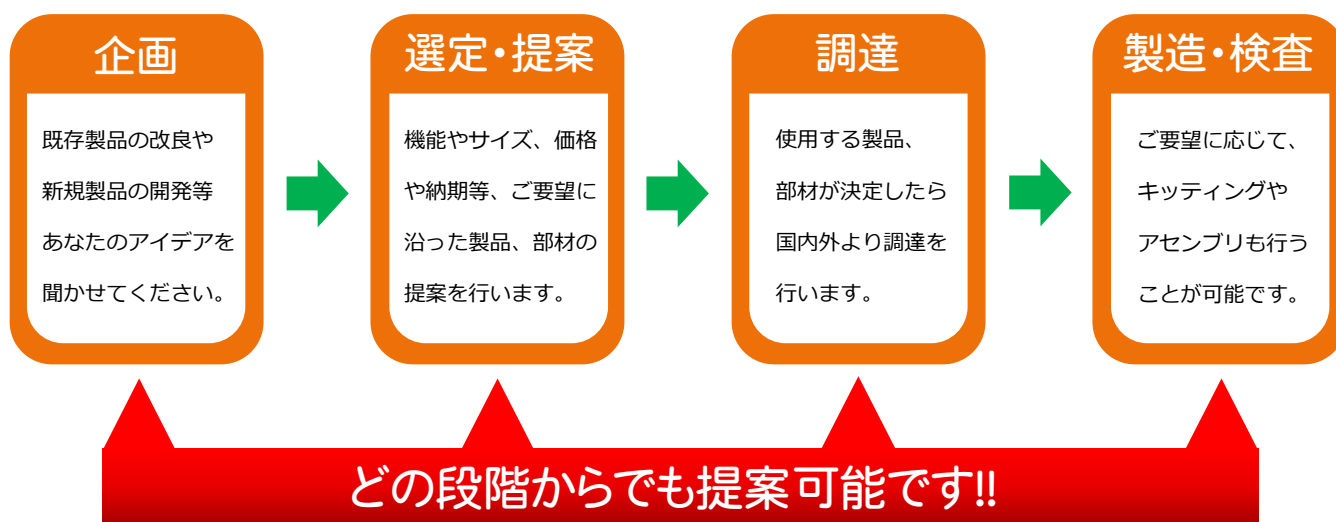 企画
既存製品の改良や
新規製品の開発等
あなたのアイデアを
聞かせてください。
選定・提案
機能やサイズ、価格
や納期等、ご要望に
沿った製品、部材の
提案を行います。
調達
使用する製品、
部材が決定したら
国内外より調達を
行います。
製造・検査
ご要望に応じて、
キッティングや
アセンブリも行う
ことが可能です。
どの段階からでも提案可能です!!